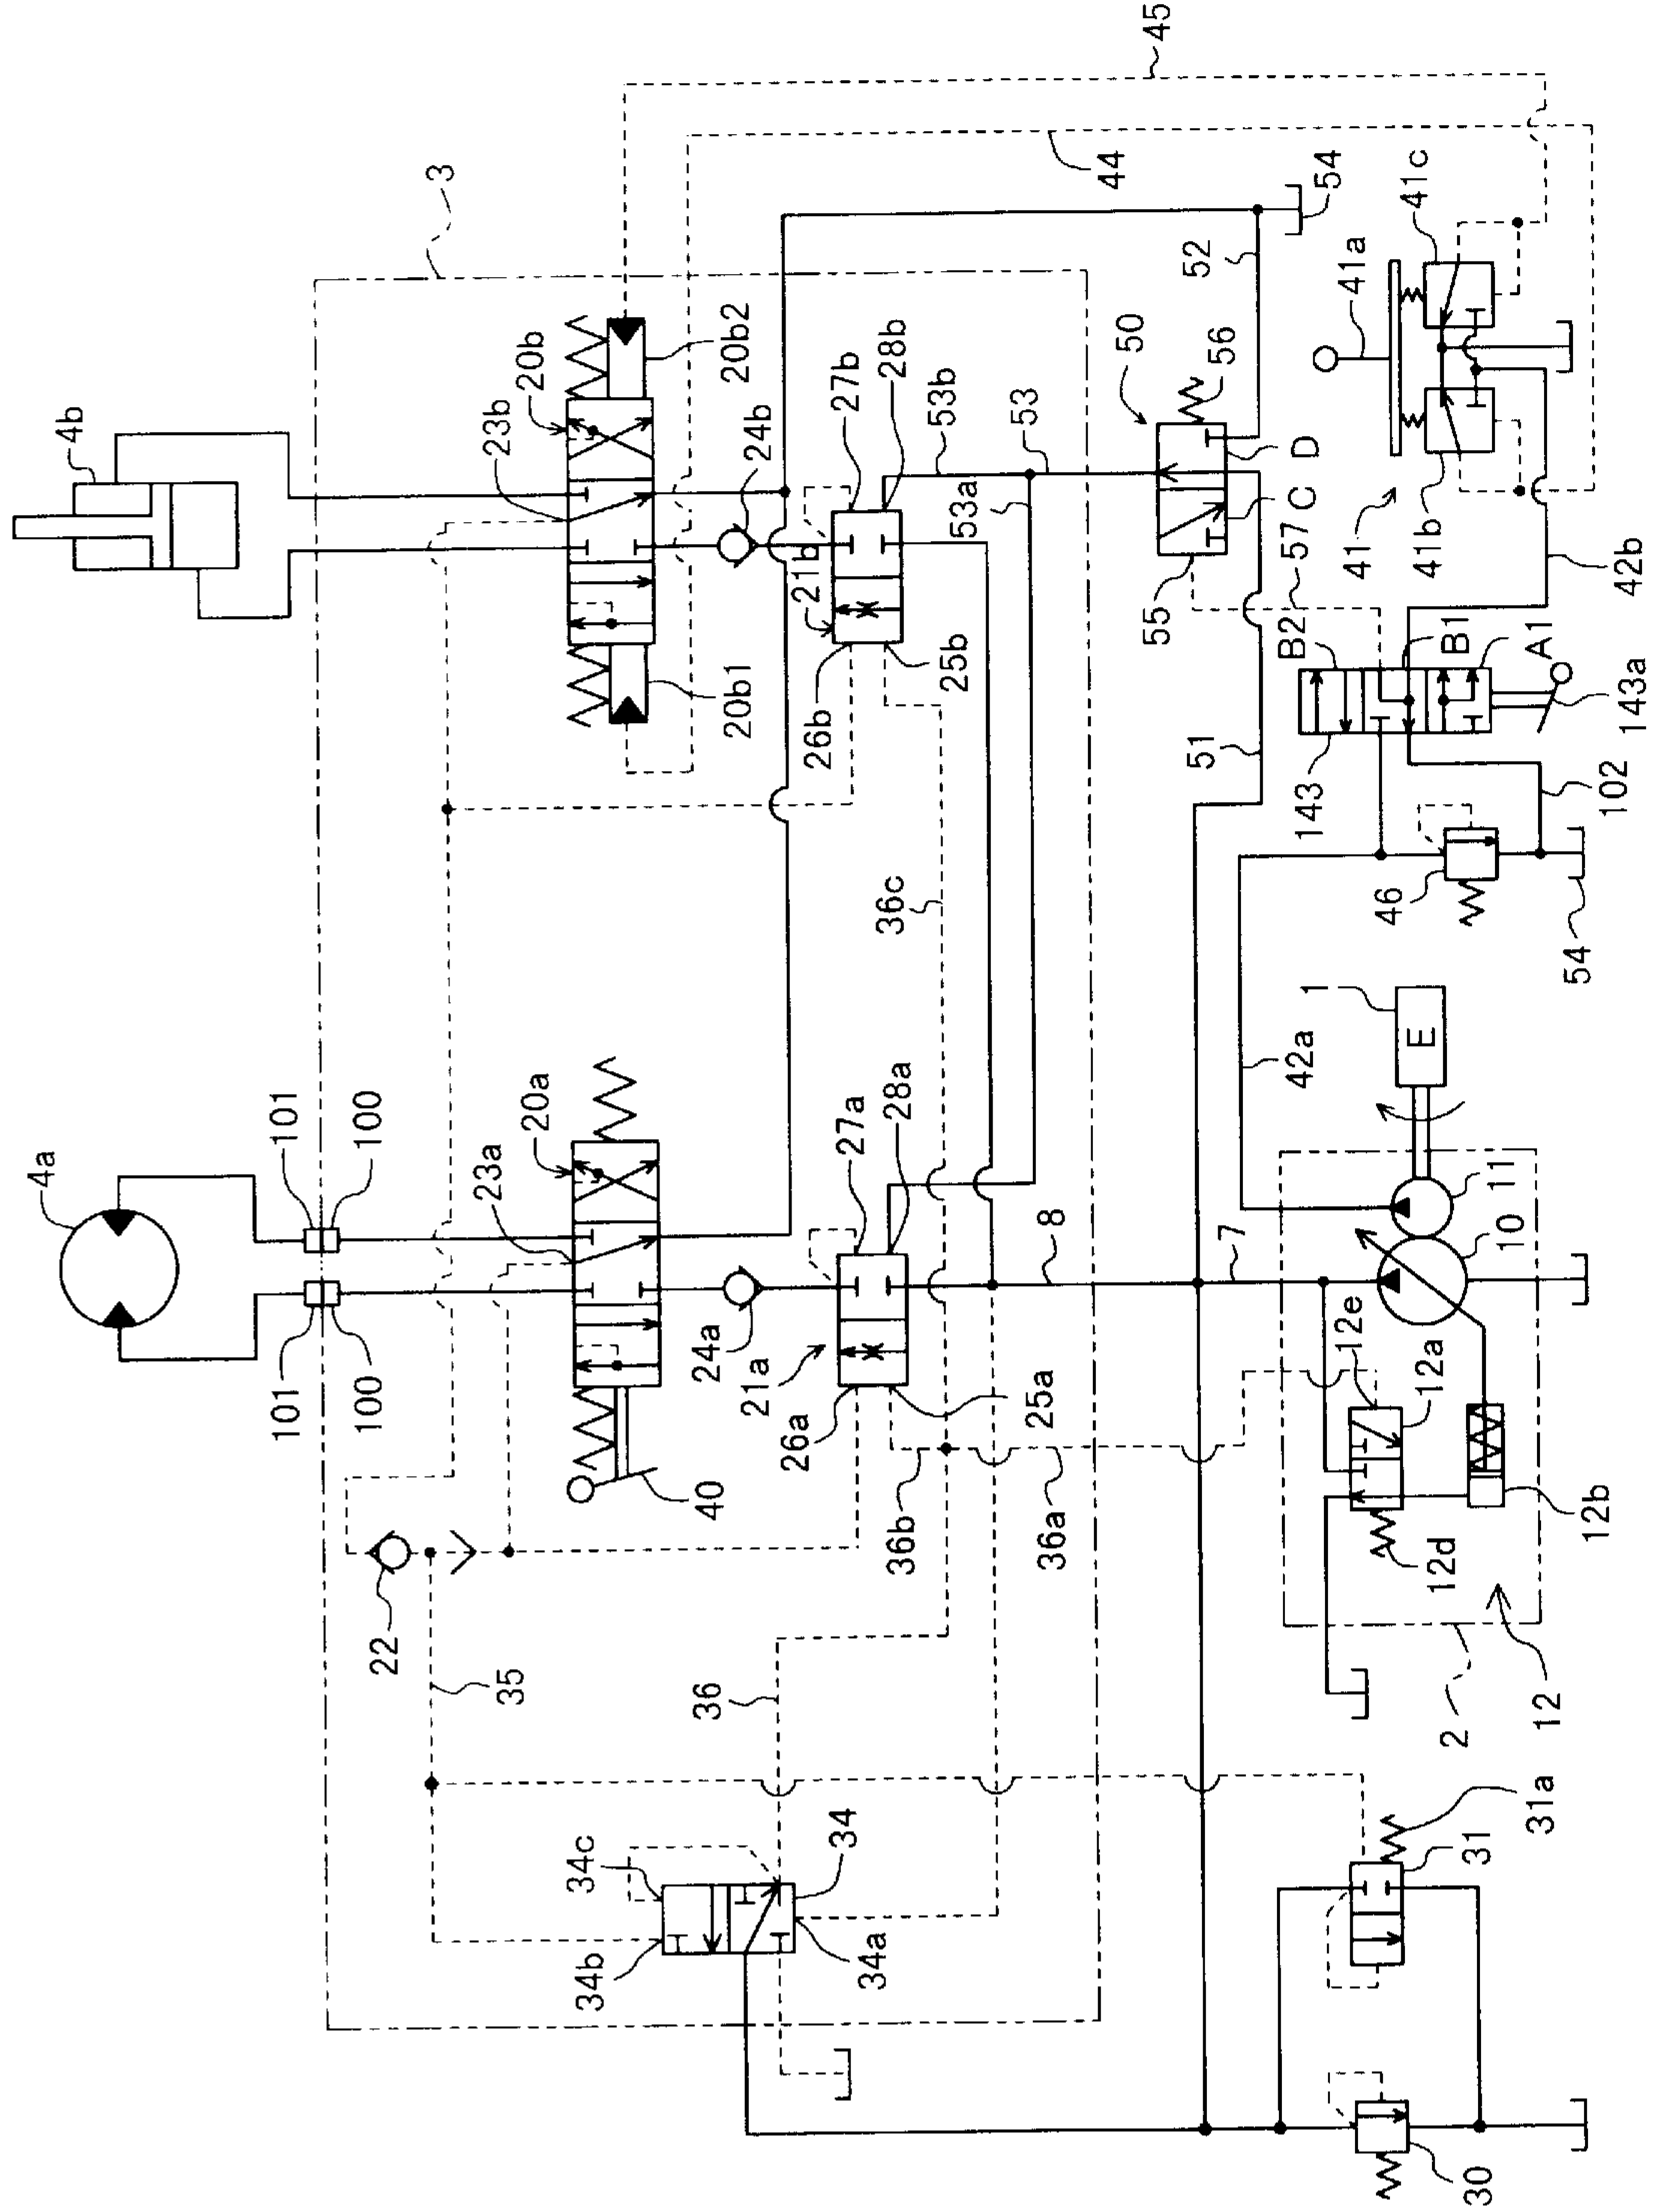 45
3
44
54
4b
20b
20b2
23b
24b
27b
28b
52
50
56
41a
41c
53b
53
D
21b
53a
C
57
41
41b
42b
55
B2
B1
A1
20b1
26b
25b
51
143
143a
102
36c
46
54
1
E
42a
101
100
4a
20a
27a
23a
28a
11
10
8
7
101
100
24a
21a
12e
12a
26a
25a
40
36b
36a
12d
12b
22
35
36
2
12
31a
31
34c
34
34b
34a
30